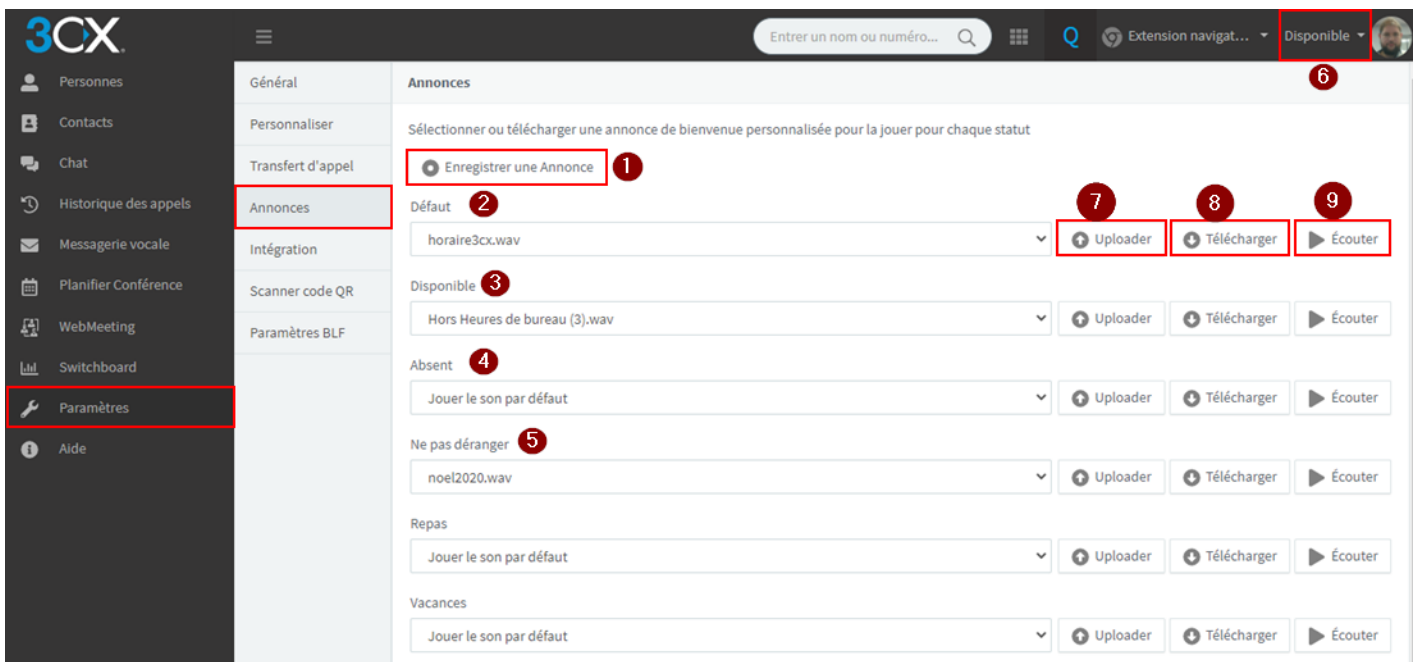 3CX
Entrer un nom ou numéro...
Q
Extension navigat...
Disponible
6
Personnes
Contacts
Chat
Historique des appels
Messagerie vocale
Planifier Conférence
WebMeeting
Switchboard
Paramètres
Aide
Général
Personnaliser
Transfert d'appel
Annonces
Intégration
Scanner code QR
Paramètres BLF
Annonces
Sélectionner ou télécharger une annonce de bienvenue personnalisée pour la jouer pour chaque statut
Enregistrer une Annonce 1
Défaut 2 7 8 9
horaire3cx.wav Uploader Télécharger Écouter
Disponible 3
Hors Heures de bureau (3).wav Uploader Télécharger Écouter
Absent 4
Jouer le son par défaut Uploader Télécharger Écouter
Ne pas déranger 5
noel2020.wav Uploader Télécharger Écouter
Repas
Jouer le son par défaut Uploader Télécharger Écouter
Vacances
Jouer le son par défaut Uploader Télécharger Écouter